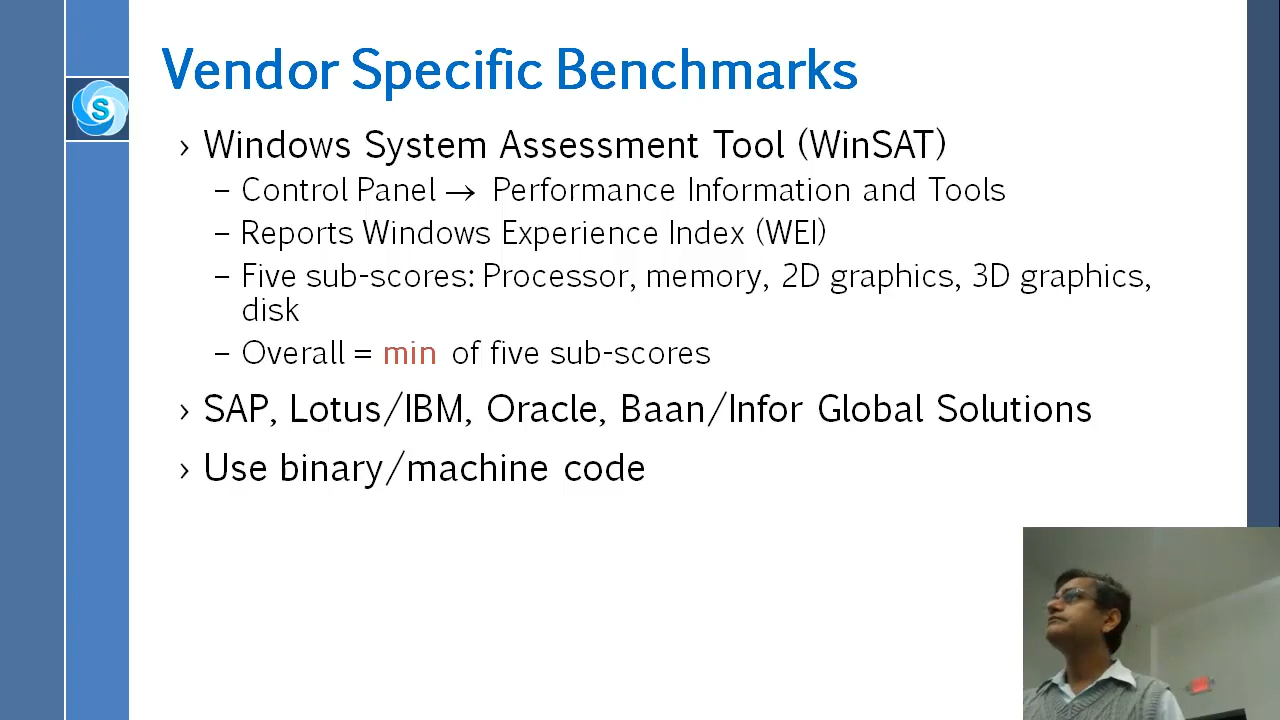 Vendor Specific Benchmarks
› Windows System Assessment Tool (WinSAT)
– Control Panel → Performance Information and Tools
– Reports Windows Experience Index (WEI)
– Five sub-scores: Processor, memory, 2D graphics, 3D graphics,
disk
– Overall = min of five sub-scores
› SAP, Lotus/IBM, Oracle, Baan/Infor Global Solutions
› Use binary/machine code
S